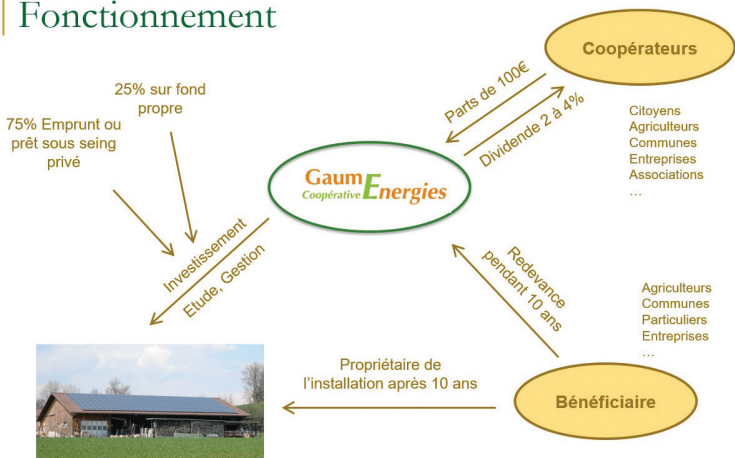 Fonctionnement
Coopérateurs
Parts de 100€
Dividende 2 à 4%
25% sur fond
propre
75% Emprunt ou
prêt sous seing
privé
Citoyens
Agriculteurs
Communes
Entreprises
Associations
…
Gaum
Coopérative Energies
Investissement
Etude, Gestion
Redevance
pendant 10 ans
Agriculteurs
Communes
Particuliers
Entreprises
…
Propriétaire de
l'installation après 10 ans
Bénéficiaire